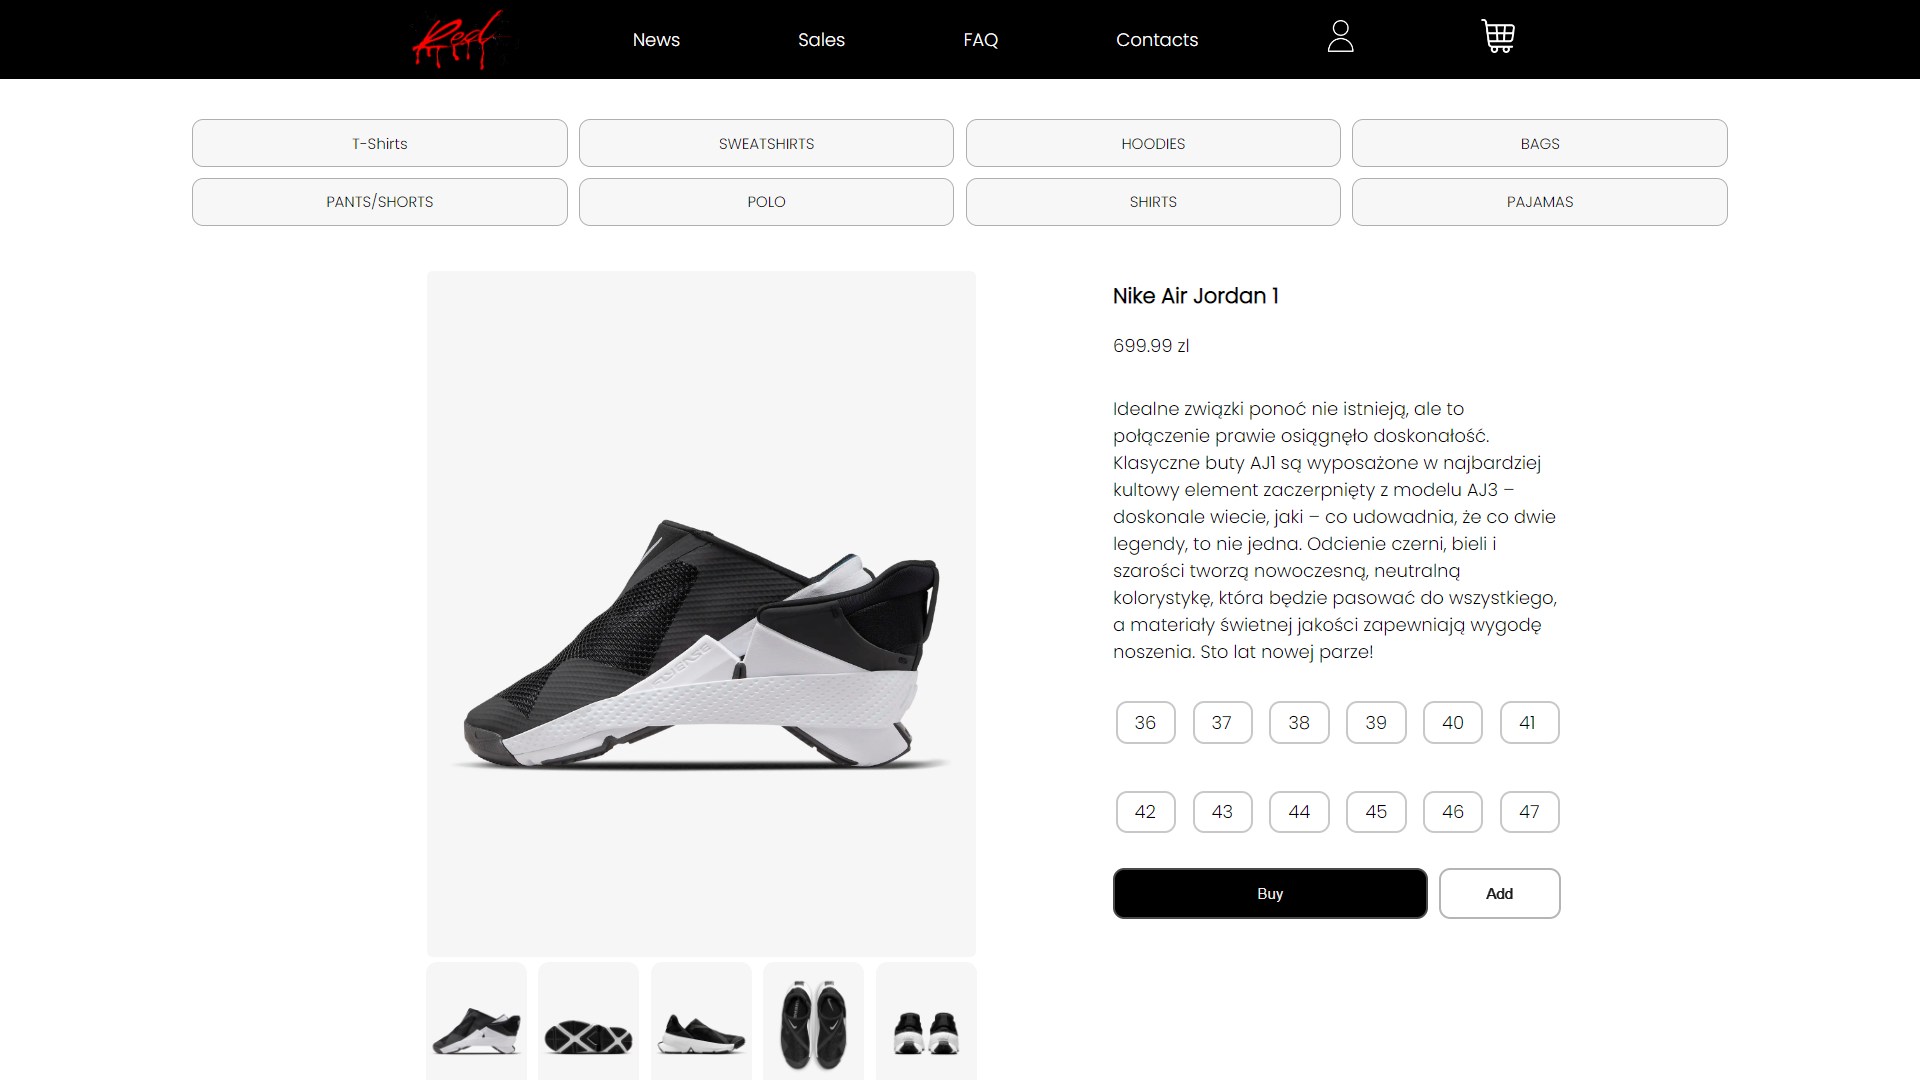 Red
News
Sales
FAQ
Contacts
T-Shirts
SWEATSHIRTS
HOODIES
BAGS
PANTS/SHORTS
POLO
SHIRTS
PAJAMAS
Nike Air Jordan 1
699.99 zl
Idealne związki ponoć nie istnieją, ale to
połączenie prawie osiągnęło doskonałość.
Klasyczne buty AJ1 są wyposażone w najbardziej
kultowy element zaczerpnięty z modelu AJ3 –
doskonale wiecie, jaki – co udowadnia, że co dwie
legendy, to nie jedna. Odcienie czerni, bieli i
szarości tworzą nowoczesną, neutralną
kolorystykę, która będzie pasować do wszystkiego,
a materiały świetnej jakości zapewniają wygodę
noszenia. Sto lat nowej parze!
36
37
38
39
40
41
42
43
44
45
46
47
Buy
Add